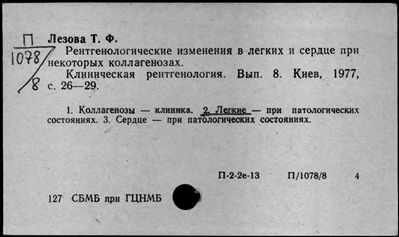 П
1078/8
Лезова Т. Ф.
Рентгенологические изменения в легких и сердце при
некоторых коллагенозах.
Клиническая рентгенология. Вып. 8. Киев, 1977,
с. 26—29.
1. Коллагенозы — клиника. 2. Легкие — при патологических
состояниях. 3. Сердце — при патологических состояниях.
П-2-2е-13 П/1078/8 4
127 СБМБ при ГЦНМБ